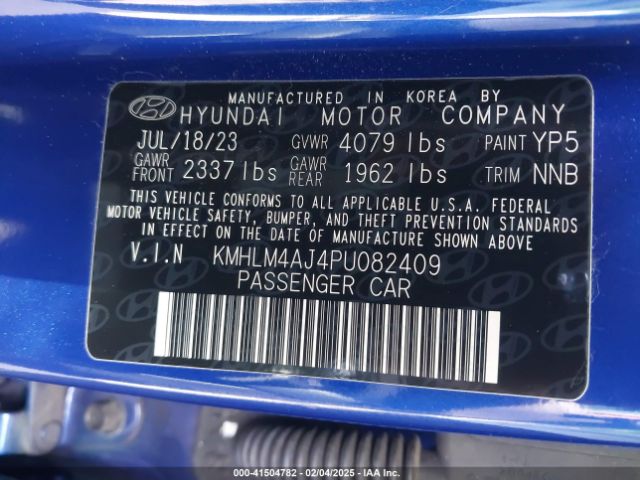 MANUFACTURED IN KOREA BY
HYUNDAI MOTOR COMPANY
JUL/18/23 GVWR 4079 lbs PAINT YP5
GAWR FRONT 2337 lbs GAWR REAR 1962 lbs TRIM NNB
THIS VEHICLE CONFORMS TO ALL APPLICABLE U.S.A. FEDERAL
MOTOR VEHICLE SAFETY, BUMPER, AND THEFT PREVENTION STANDARDS
IN EFFECT ON THE DATE OF MANUFACTURE SHOWN ABOVE.
V.I.N KMHLM4AJ4PU082409
PASSENGER CAR
000-41504782 - 02/04/2025 - IAA Inc.